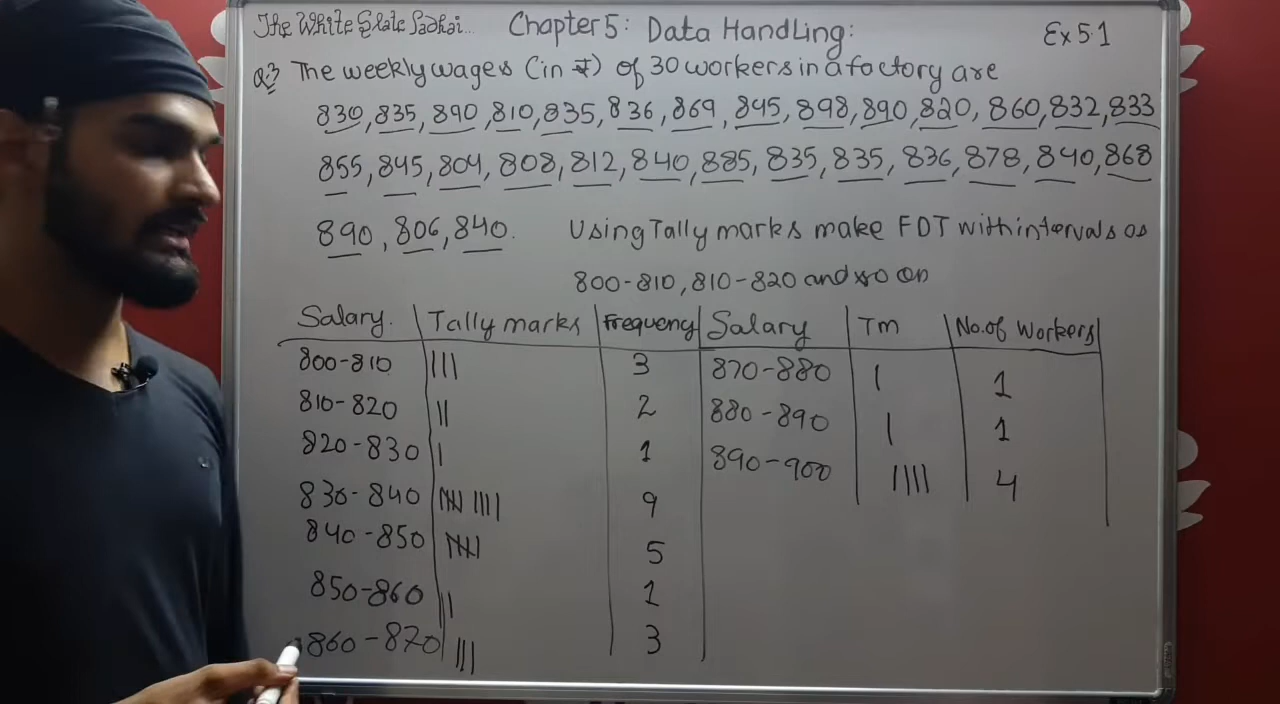 The White Slate Padhai... Chapter 5: Data Handling: Ex 5.1
Q3 The weekly wages (in ₹) of 30 workers in a factory are
830, 835, 890, 810, 835, 836, 869, 845, 898, 890, 820, 860, 832, 833
855, 845, 804, 808, 812, 840, 885, 835, 835, 836, 878, 840, 868
890, 806, 840. Using Tally marks make FDT with intervals as
800-810, 810-820 and so on
Salary. Tally marks Frequency Salary Tm No. of Workers
800-810 ||| 3 870-880 | 1
810-820 || 2 880-890 | 1
820-830 | 1 890-900 |||| 4
830-840 |||| |||| 9
840-850 |||| 5
850-860 | 1
860-870 ||| 3